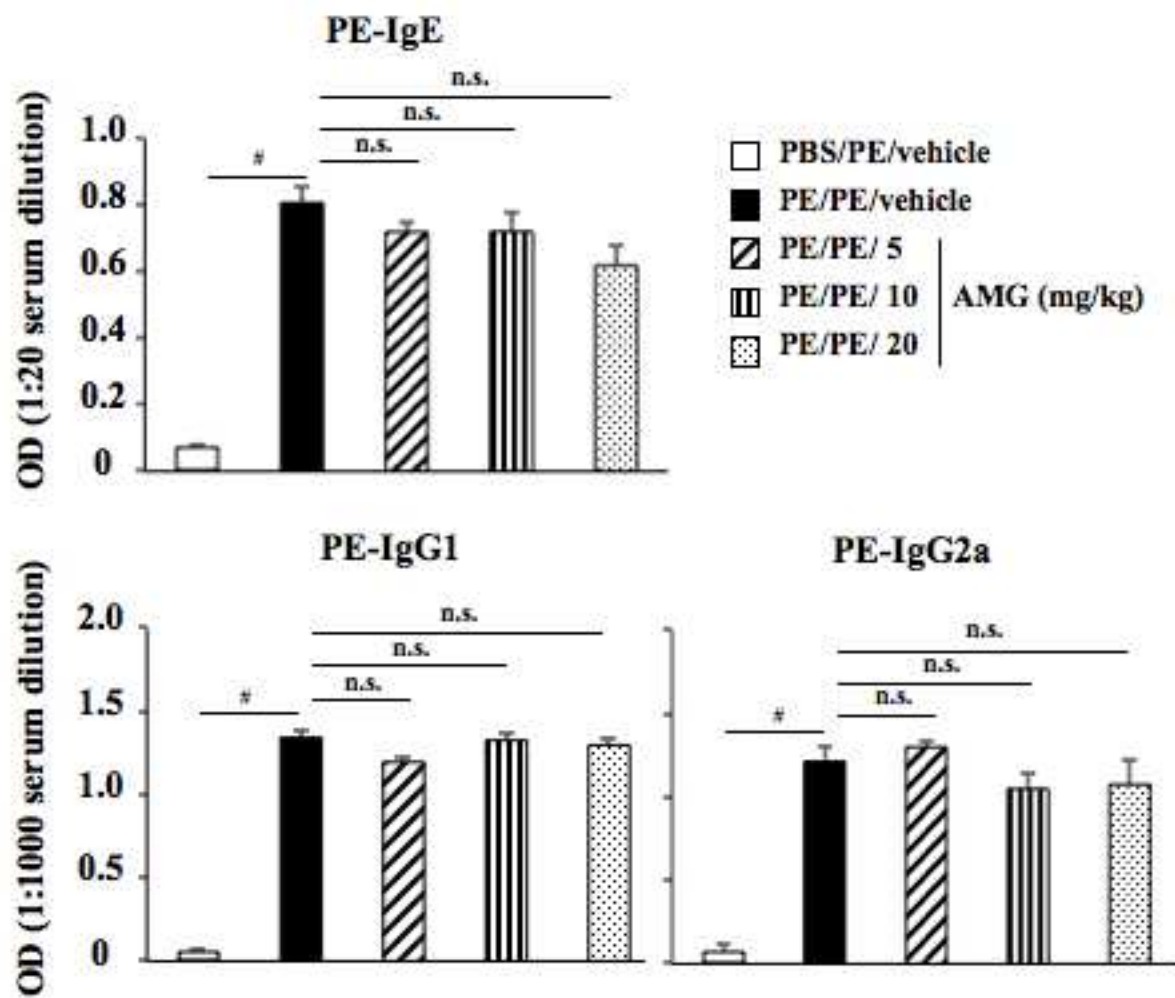 PE-IgE
n.s.
n.s.
n.s.
#
OD (1:20 serum dilution)
1.0
0.8
0.6
0.4
0.2
0
PBS/PE/vehicle
PE/PE/vehicle
PE/PE/ 5
PE/PE/ 10
PE/PE/ 20
AMG (mg/kg)
PE-IgG1
n.s.
n.s.
n.s.
#
OD (1:1000 serum dilution)
2.0
1.5
1.0
0.5
0
PE-IgG2a
n.s.
n.s.
n.s.
#